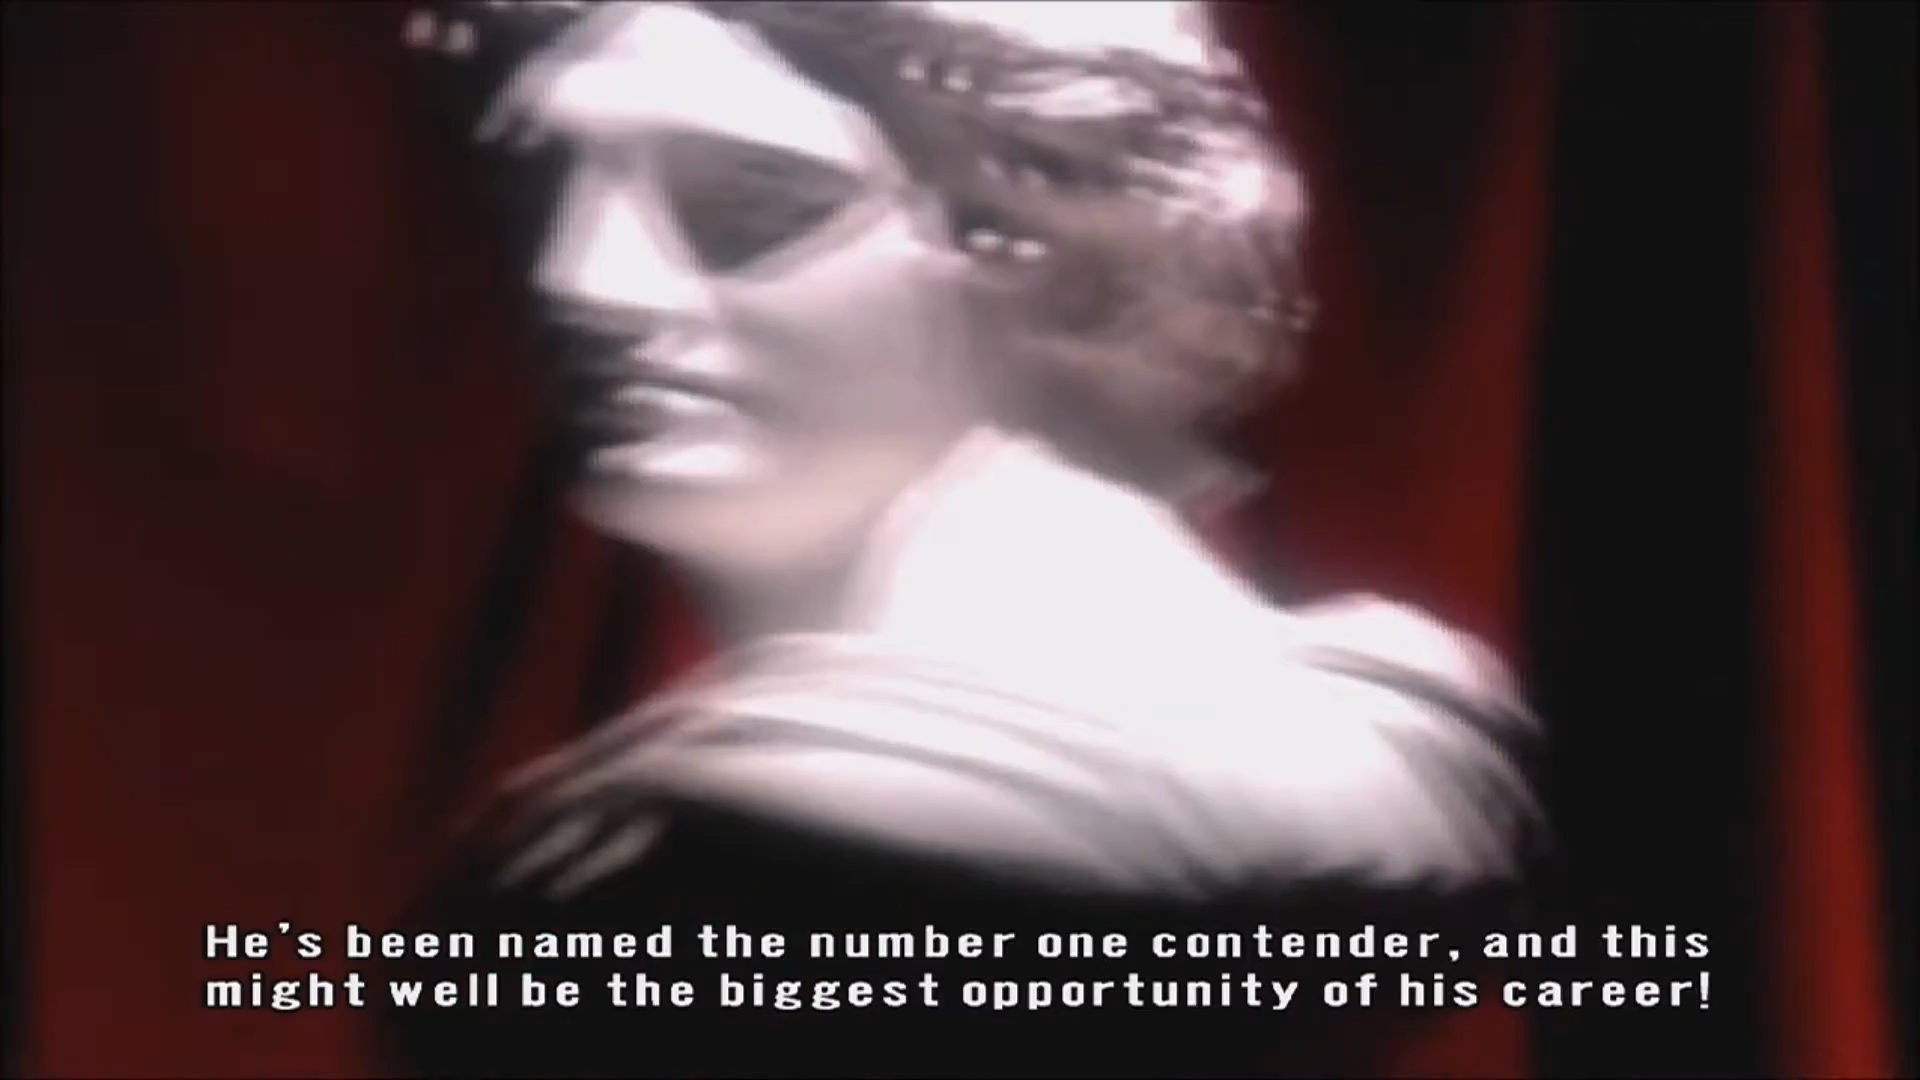 He's been named the number one contender, and this
might well be the biggest opportunity of his career!